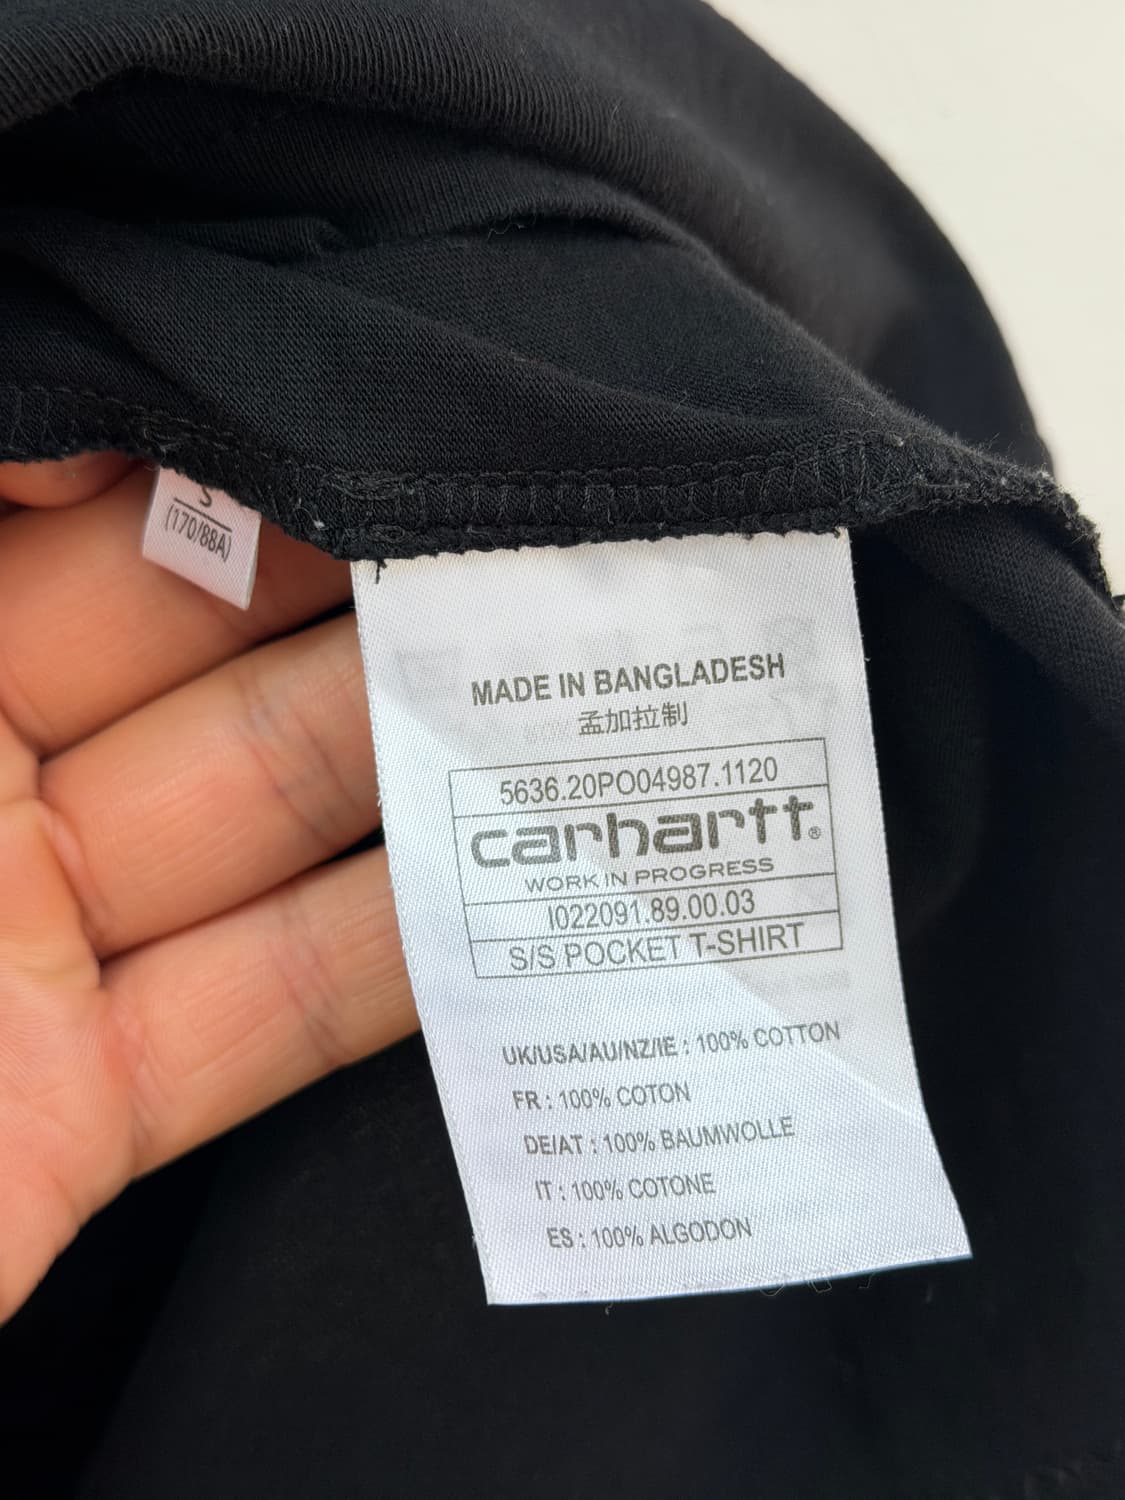 S
(170/88A)
MADE IN BANGLADESH
孟加拉制
5636.20PO04987.1120
carhartt®
WORK IN PROGRESS
I022091.89.00.03
S/S POCKET T-SHIRT
UK/USA/AU/NZ/IE : 100% COTTON
FR : 100% COTON
DE/AT : 100% BAUMWOLLE
IT : 100% COTONE
ES : 100% ALGODON